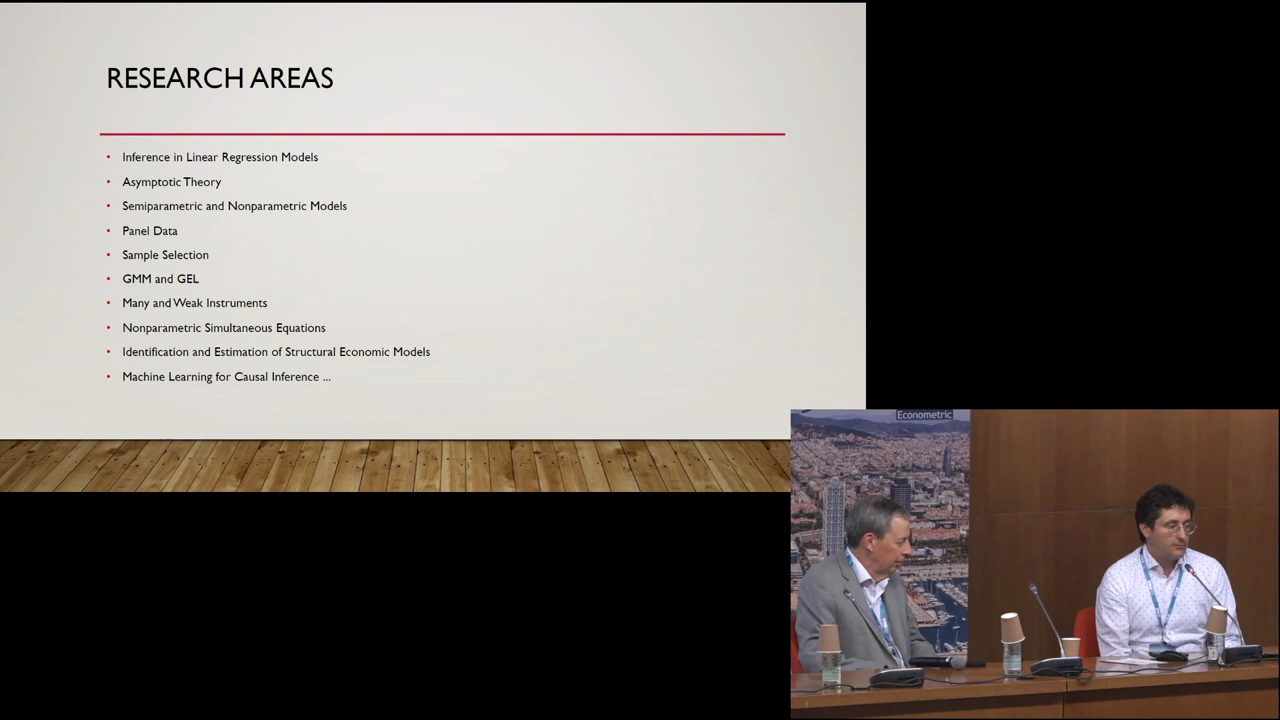 RESEARCH AREAS
• Inference in Linear Regression Models
• Asymptotic Theory
• Semiparametric and Nonparametric Models
• Panel Data
• Sample Selection
• GMM and GEL
• Many and Weak Instruments
• Nonparametric Simultaneous Equations
• Identification and Estimation of Structural Economic Models
• Machine Learning for Causal Inference ...
Econometric